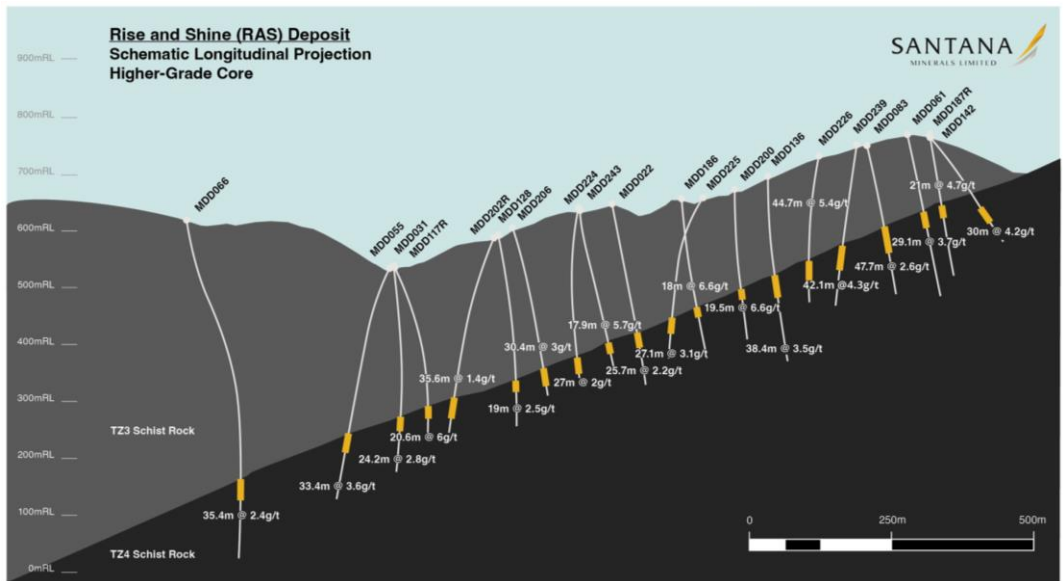 Rise and Shine (RAS) Deposit
Schematic Longitudinal Projection
Higher-Grade Core
SANTANA
MINERALS LIMITED
900mRL
800mRL
700mRL
600mRL
500mRL
400mRL
300mRL
200mRL
100mRL
0mRL
MDD066
MDD055
MDD031
MDD117R
MDD202R
MDD128
MDD206
MDD224
MDD243
MDD022
MDD186
MDD225
MDD200
MDD136
MDD226
MDD239
MDD083
MDD061
MDD187R
MDD142
35.4m @ 2.4g/t
33.4m @ 3.6g/t
24.2m @ 2.8g/t
20.6m @ 6g/t
35.6m @ 1.4g/t
19m @ 2.5g/t
30.4m @ 3g/t
27m @ 2g/t
17.9m @ 5.7g/t
25.7m @ 2.2g/t
27.1m @ 3.1g/t
18m @ 6.6g/t
19.5m @ 6.6g/t
38.4m @ 3.5g/t
44.7m @ 5.4g/t
42.1m @4.3g/t
47.7m @ 2.6g/t
29.1m @ 3.7g/t
21m @ 4.7g/t
30m @ 4.2g/t
TZ3 Schist Rock
TZ4 Schist Rock
0
250m
500m